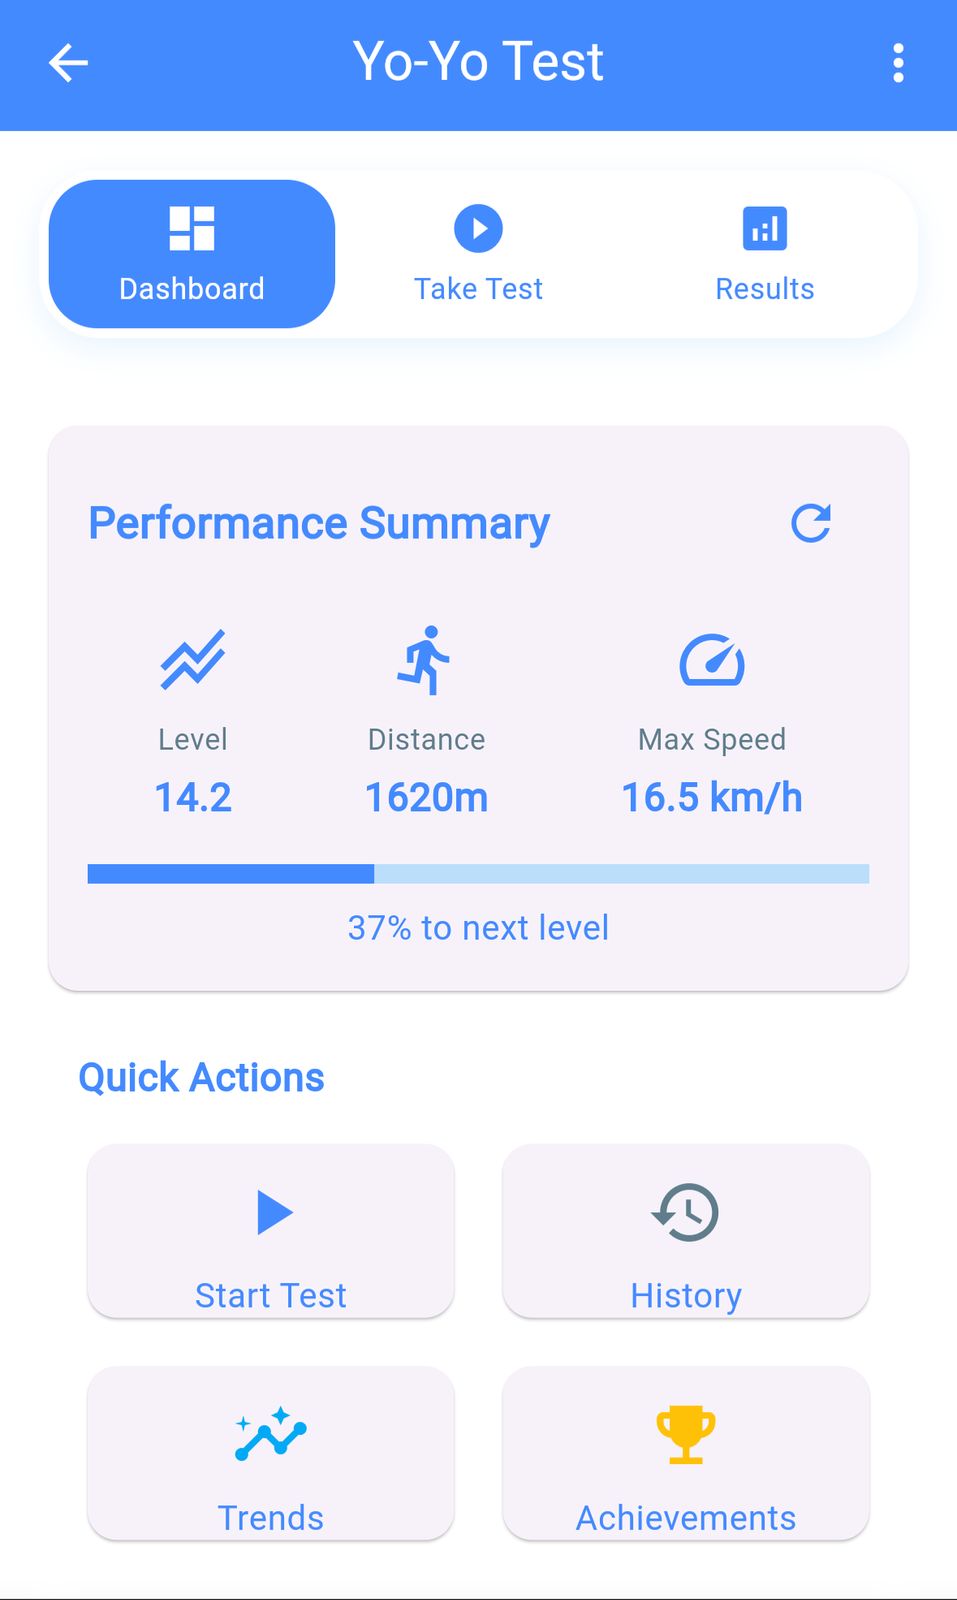 Yo-Yo Test
Dashboard
Take Test
Results
Performance Summary
Level
Distance
Max Speed
14.2
1620m
16.5 km/h
37% to next level
Quick Actions
Start Test
History
Trends
Achievements